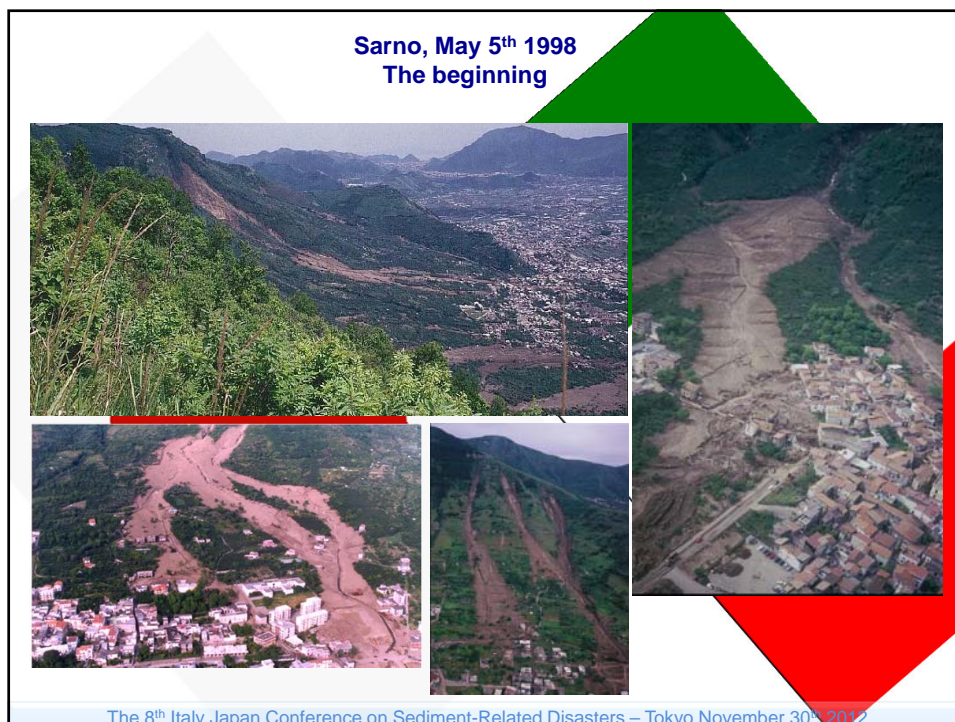 Sarno, May 5th 1998
The beginning
The 8th Italy Japan Conference on Sediment-Related Disasters – Tokyo November 30th 2012